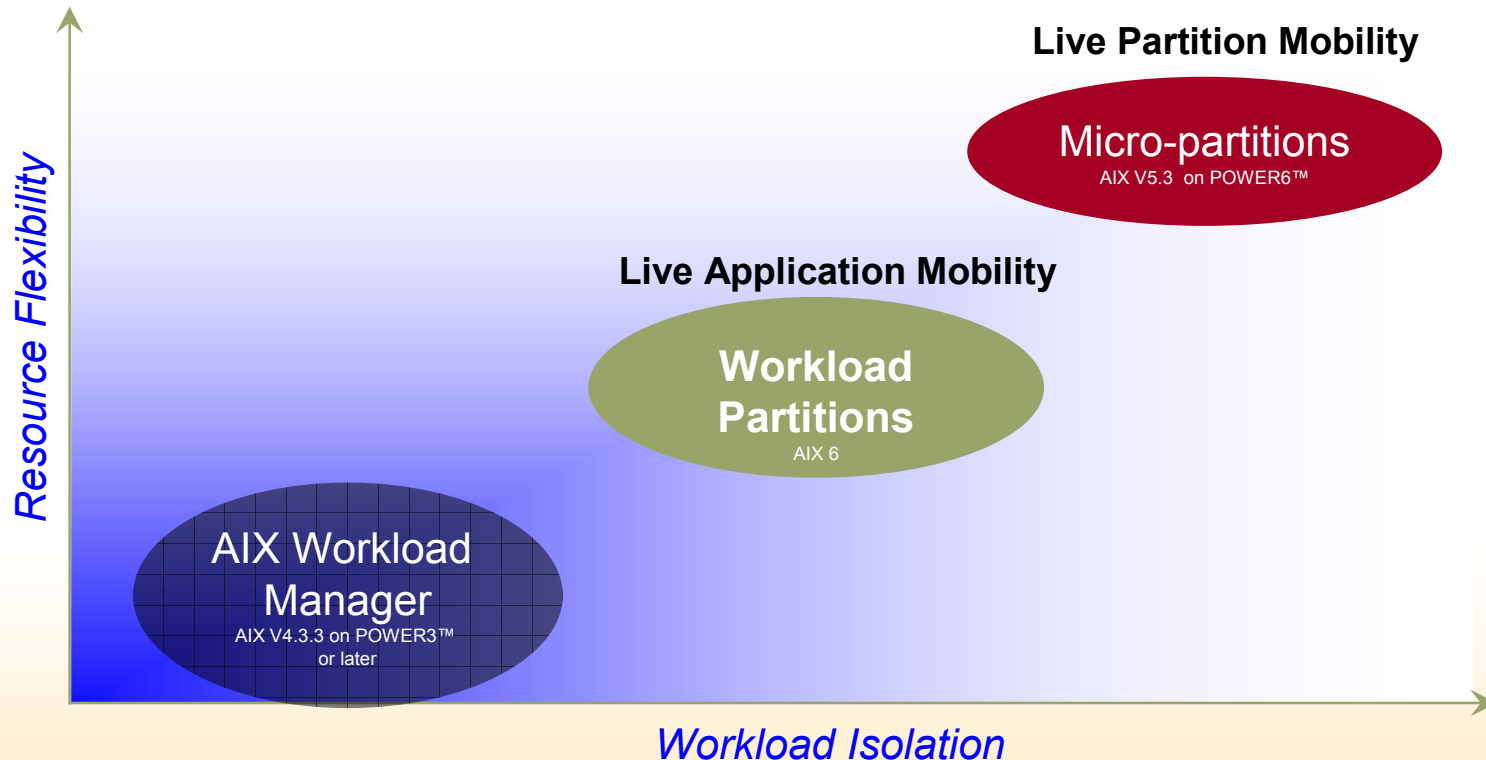 Live Partition Mobility
Micro-partitions
AIX V5.3 on POWER6™
Resource Flexibility
Live Application Mobility
Workload
Partitions
AIX 6
AIX Workload
Manager
AIX V4.3.3 on POWER3™
or later
Workload Isolation